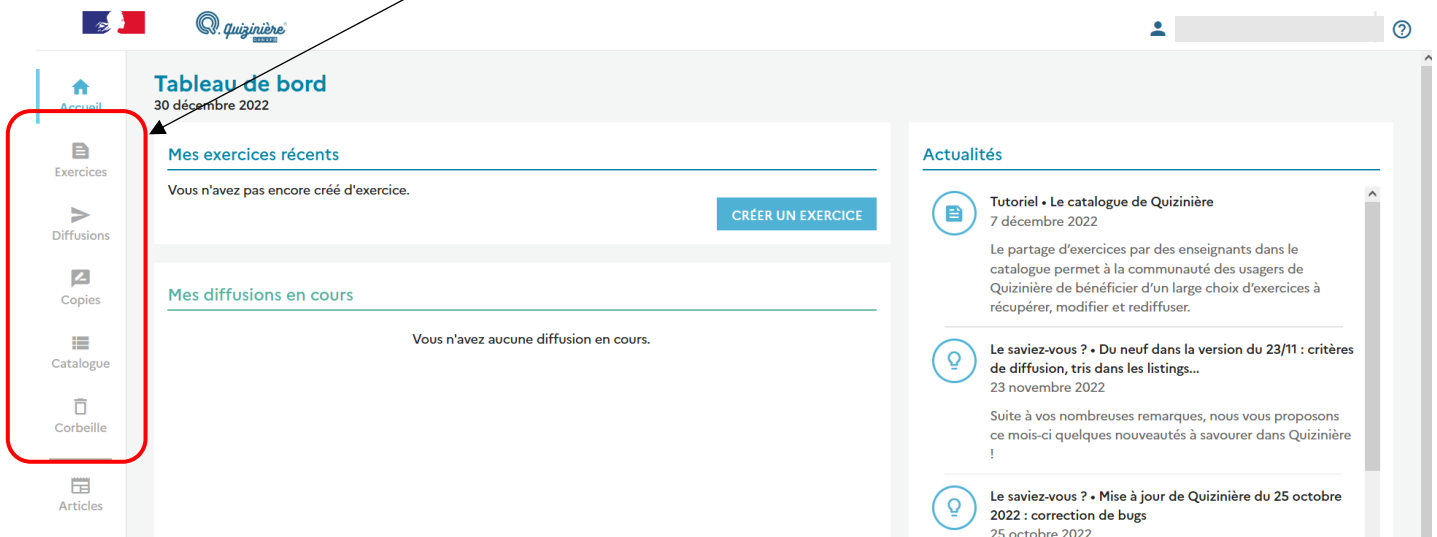 Quizinière
CANOPÉ
Accueil
Exercices
Diffusions
Copies
Catalogue
Corbeille
Articles
Tableau de bord
30 décembre 2022
Mes exercices récents
Vous n'avez pas encore créé d'exercice.
CRÉER UN EXERCICE
Mes diffusions en cours
Vous n'avez aucune diffusion en cours.
Actualités
Tutoriel • Le catalogue de Quizinière
7 décembre 2022
Le partage d'exercices par des enseignants dans le
catalogue permet à la communauté des usagers de
Quizinière de bénéficier d'un large choix d'exercices à
récupérer, modifier et rediffuser.
Le saviez-vous ? • Du neuf dans la version du 23/11 : critères
de diffusion, tris dans les listings...
23 novembre 2022
Suite à vos nombreuses remarques, nous vous proposons
ce mois-ci quelques nouveautés à savourer dans Quizinière
!
Le saviez-vous ? • Mise à jour de Quizinière du 25 octobre
2022 : correction de bugs
25 octobre 2022